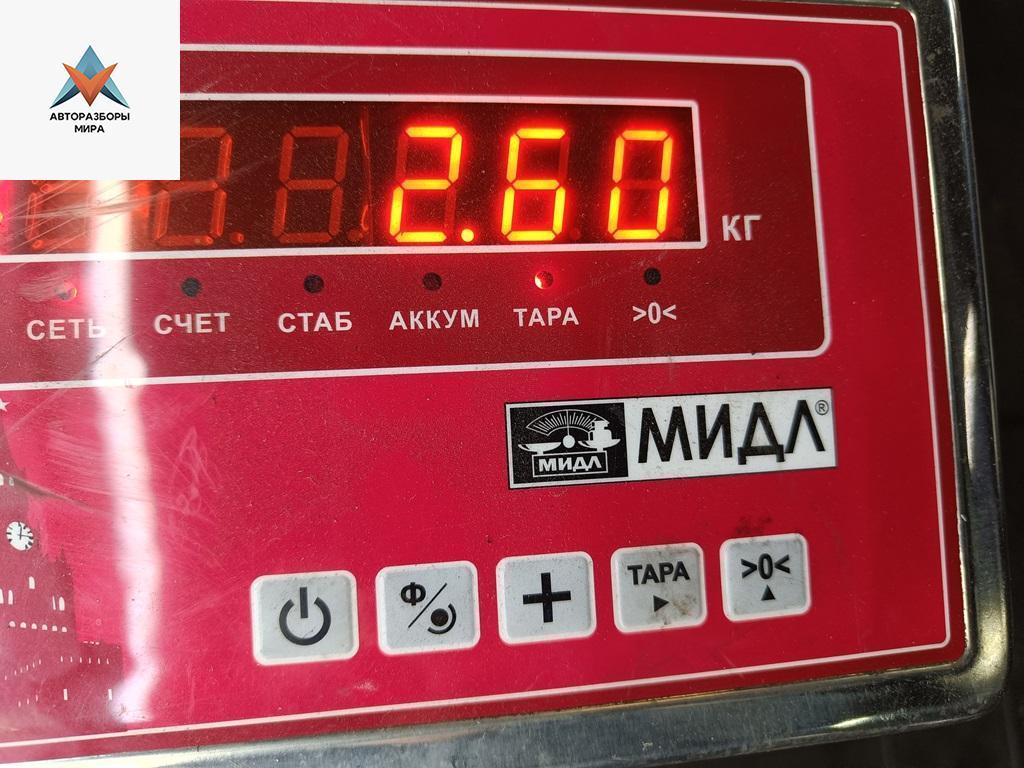 АВТОРАЗБОРЫ
МИРА
2.60
КГ
СЕТЬ СЧЕТ СТАБ АККУМ ТАРА >0<
МИДЛ МИДЛ®
Ф ТАРА >0<